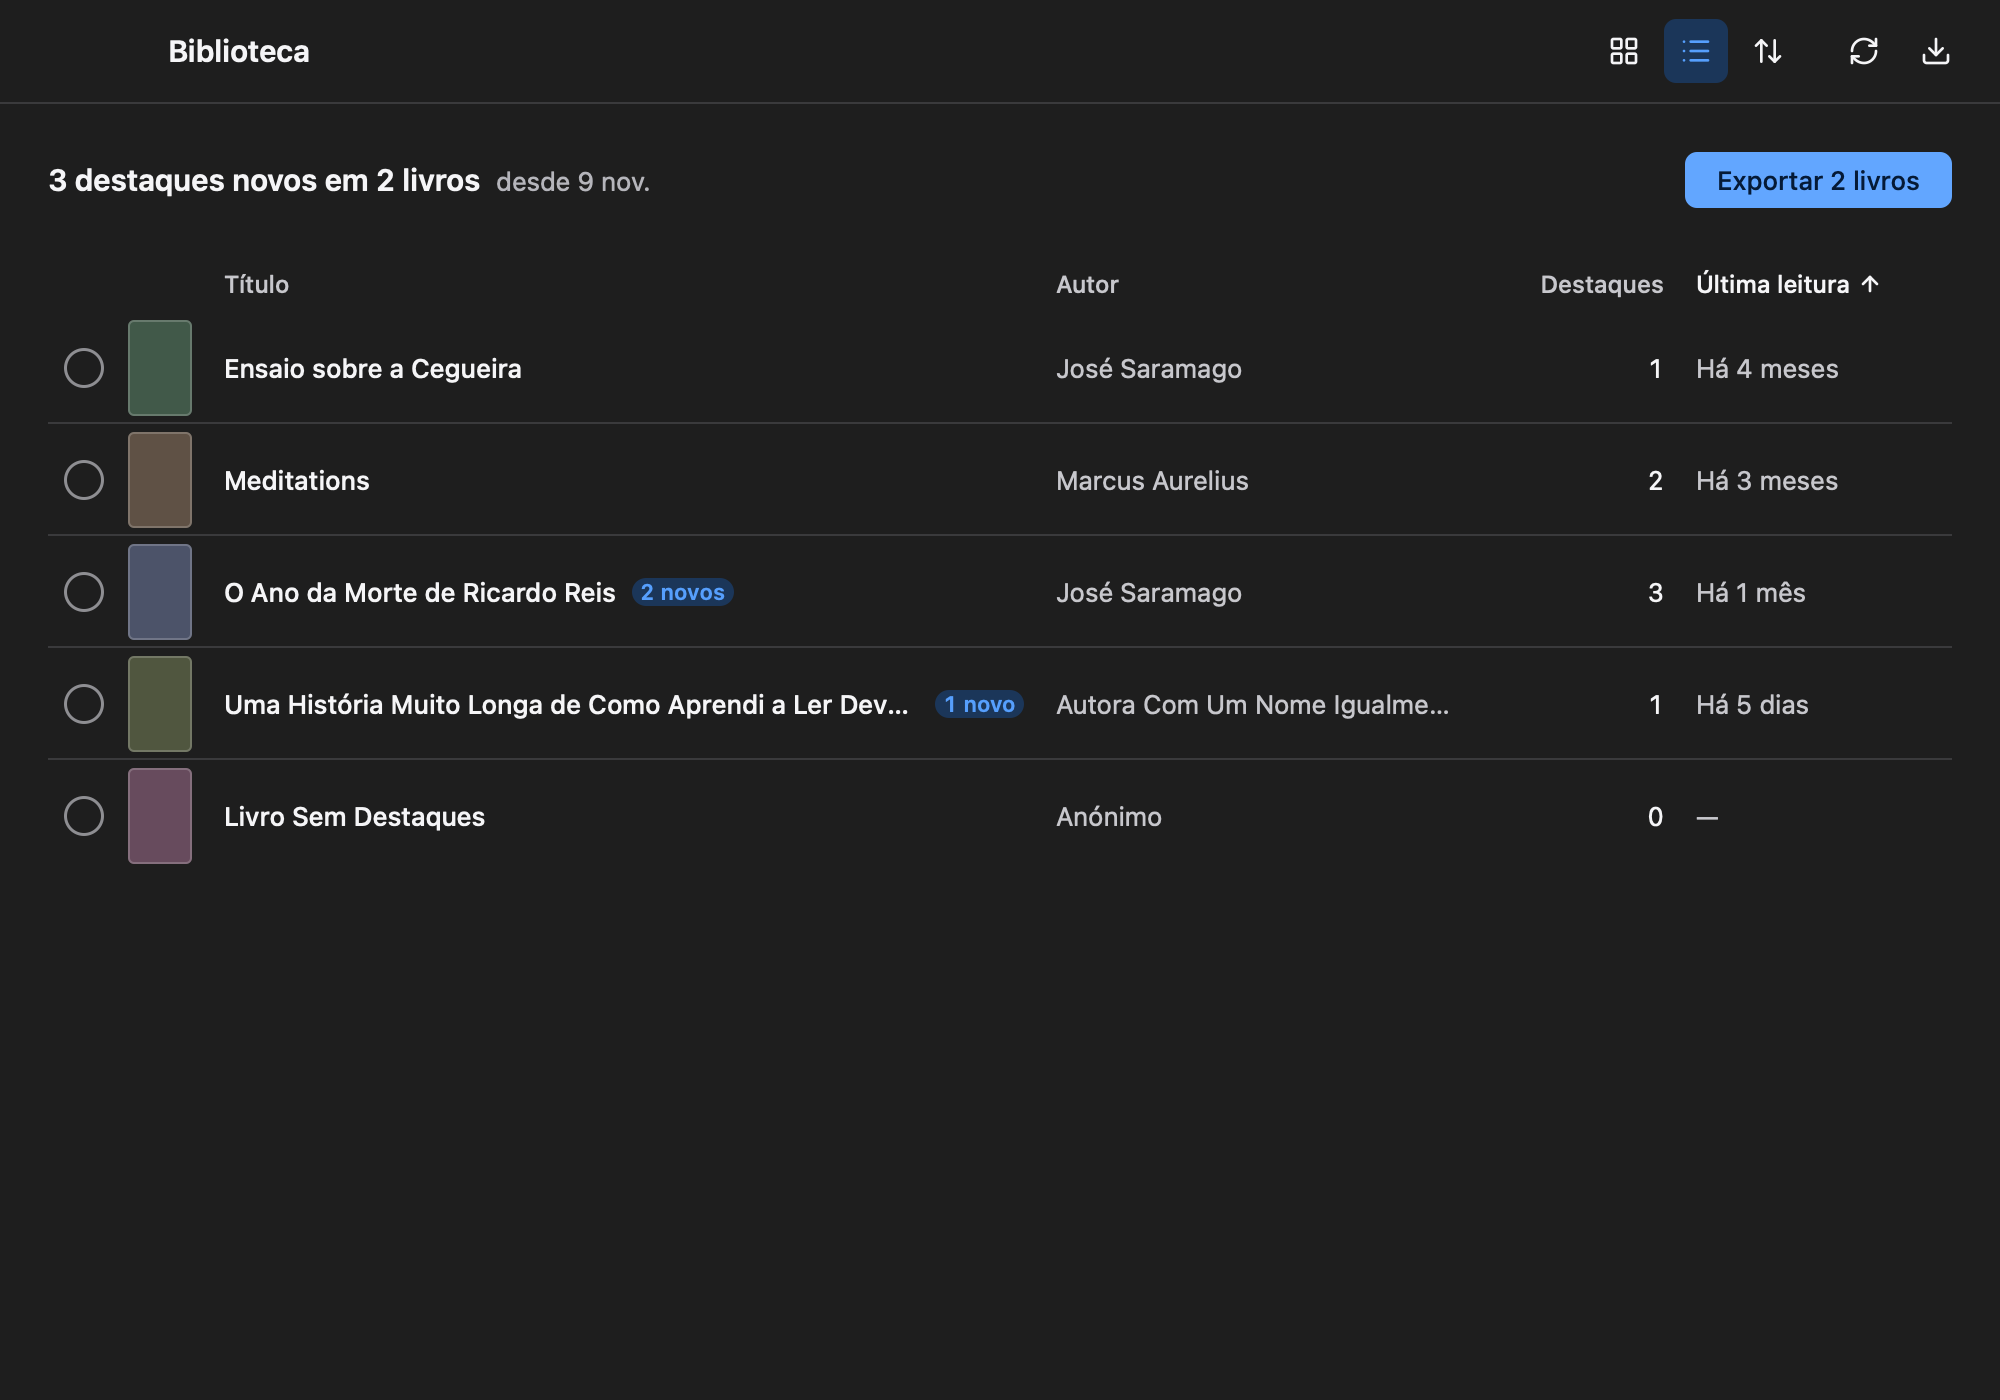 Biblioteca
3 destaques novos em 2 livros desde 9 nov.
Exportar 2 livros
Título Autor Destaques Última leitura ↑
Ensaio sobre a Cegueira José Saramago 1 Há 4 meses
Meditations Marcus Aurelius 2 Há 3 meses
O Ano da Morte de Ricardo Reis 2 novos José Saramago 3 Há 1 mês
Uma História Muito Longa de Como Aprendi a Ler Dev... 1 novo Autora Com Um Nome Igualme... 1 Há 5 dias
Livro Sem Destaques Anónimo 0 —